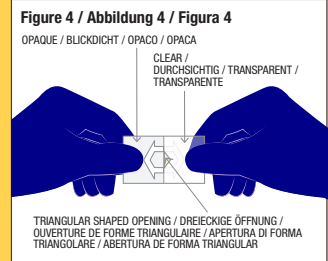 Figure 4 / Abbildung 4 / Figura 4
OPAQUE / BLICKDICHT / OPACO / OPACA
CLEAR /
DURCHSICHTIG / TRANSPARENT /
TRANSPARENTE
TRIANGULAR SHAPED OPENING / DREIECKIGE ÖFFNUNG /
OUVERTURE DE FORME TRIANGULAIRE / APERTURA DI FORMA
TRIANGOLARE / ABERTURA DE FORMA TRIANGULAR